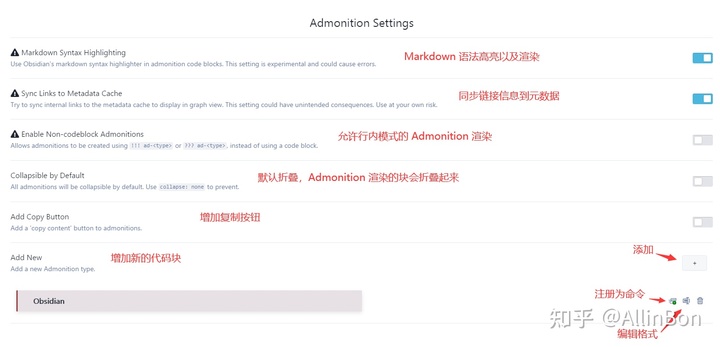 Admonition Settings
Markdown Syntax Highlighting
Markdown 语法高亮以及渲染
Use Obsidian's markdown syntax highlighter in admonition code blocks. This setting is experimental and could cause errors.
Sync Links to Metadata Cache
同步链接信息到元数据
Try to sync internal links to the metadata cache to display in graph view. This setting could have unintended consequences. Use at your own risk.
Enable Non-codeblock Admonitions
允许行内模式的 Admonition 渲染
Allows admonitions to be created using !!! ad-<type> or ??? ad-<type>, instead of using a code block.
Collapsible by Default
默认折叠，Admonition 渲染的块会折叠起来
All admonitions will be collapsible by default. Use collapse: none to prevent.
Add Copy Button
增加复制按钮
Add a 'copy content' button to admonitions.
添加
Add New
增加新的代码块
+
Add a new Admonition type.
注册为命令
Obsidian
知乎 @AllinBon
编辑格式